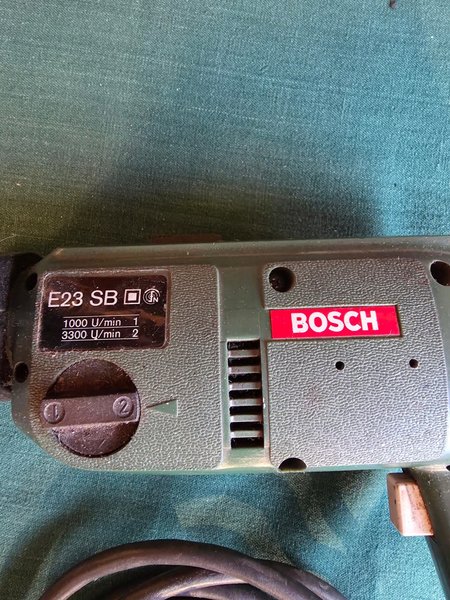 E23 SB
1000 U/min 1
3300 U/min 2
BOSCH
1 2